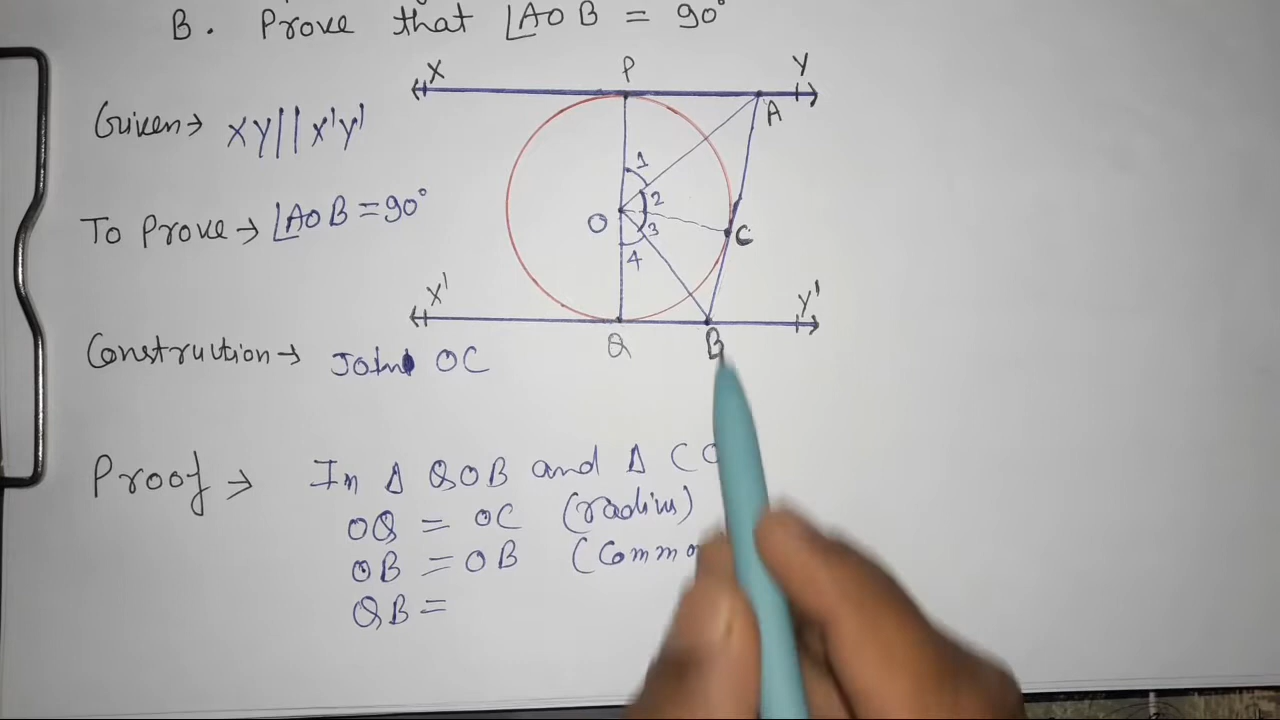 B. Prove that ∠AOB = 90°
X P Y
A
Given→ XY||X'Y'
1
2
To Prove→ ∠AOB = 90°
O
3
C
4
X' Y'
Q B
Construction→ Join OC
Proof→ In Δ QOB and Δ CO
OQ = OC (radius)
OB = OB (Commo
QB =